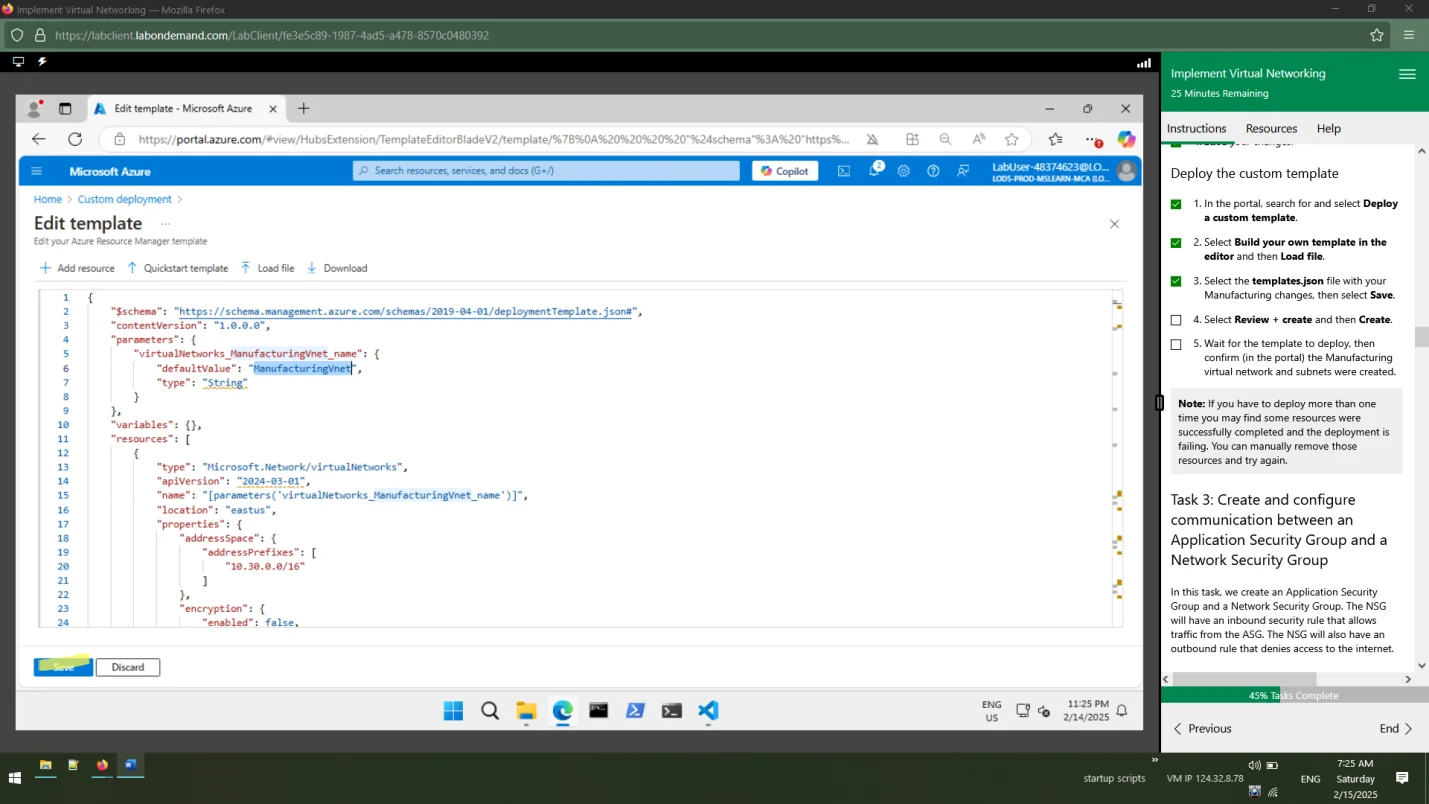 Implement Virtual Networking — Mozilla Firefox
https://labclient.labondemand.com/LabClient/fe3e5c89-1987-4ad5-a478-8570c0480392
Edit template - Microsoft Azure
https://portal.azure.com/#view/HubsExtension/TemplateEditorBladeV2/template/%7B%0A%20%20%20%20"%24schema"%3A%20"https%...
Microsoft Azure
Search resources, services, and docs (G+/)
Copilot
2
LabUser-48374623@LO...
LODS-PROD-MSLEARN-MCA (LO...
Home > Custom deployment >
Edit template ...
Edit your Azure Resource Manager template
Add resource
Quickstart template
Load file
Download
1 {
2 "$schema": "https://schema.management.azure.com/schemas/2019-04-01/deploymentTemplate.json#",
3 "contentVersion": "1.0.0.0",
4 "parameters": {
5 "virtualNetworks_ManufacturingVnet_name": {
6 "defaultValue": "ManufacturingVnet",
7 "type": "String"
8 }
9 },
10 "variables": {},
11 "resources": [
12 {
13 "type": "Microsoft.Network/virtualNetworks",
14 "apiVersion": "2024-03-01",
15 "name": "[parameters('virtualNetworks_ManufacturingVnet_name')]",
16 "location": "eastus",
17 "properties": {
18 "addressSpace": {
19 "addressPrefixes": [
20 "10.30.0.0/16"
21 ]
22 },
23 "encryption": {
24 "enabled": false,
Save
Discard
ENG
US
11:25 PM
2/14/2025
Implement Virtual Networking
25 Minutes Remaining
Instructions
Resources
Help
4. Save your changes.
Deploy the custom template
1. In the portal, search for and select Deploy
a custom template.
2. Select Build your own template in the
editor and then Load file.
3. Select the templates.json file with your
Manufacturing changes, then select Save.
4. Select Review + create and then Create.
5. Wait for the template to deploy, then
confirm (in the portal) the Manufacturing
virtual network and subnets were created.
Note: If you have to deploy more than one
time you may find some resources were
successfully completed and the deployment is
failing. You can manually remove those
resources and try again.
Task 3: Create and configure
communication between an
Application Security Group and a
Network Security Group
In this task, we create an Application Security
Group and a Network Security Group. The NSG
will have an inbound security rule that allows
traffic from the ASG. The NSG will also have an
outbound rule that denies access to the internet.
45% Tasks Complete
Previous
End
startup scripts
VM IP 124.32.8.78
ENG
7:25 AM
Saturday
2/15/2025